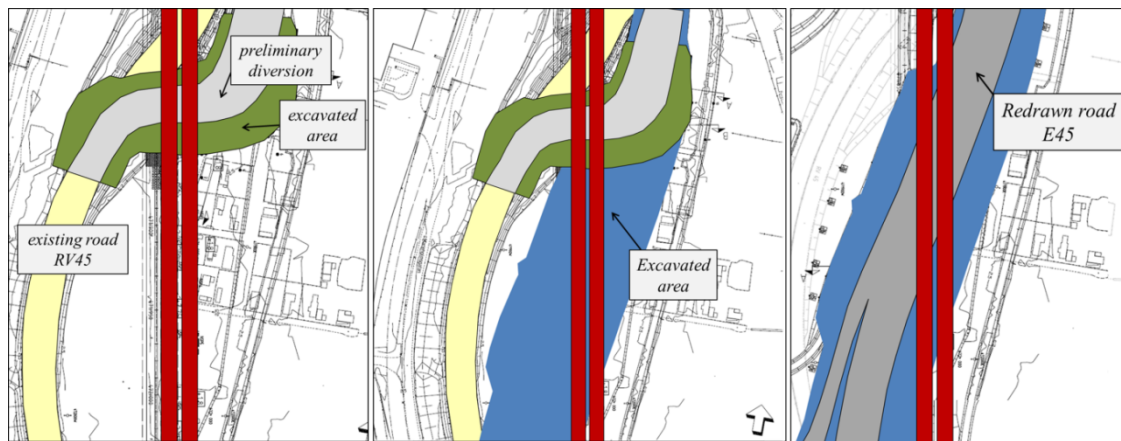 preliminary
diversion
excavated
area
existing road
RV45
Excavated
area
B
Redrawn road
E45